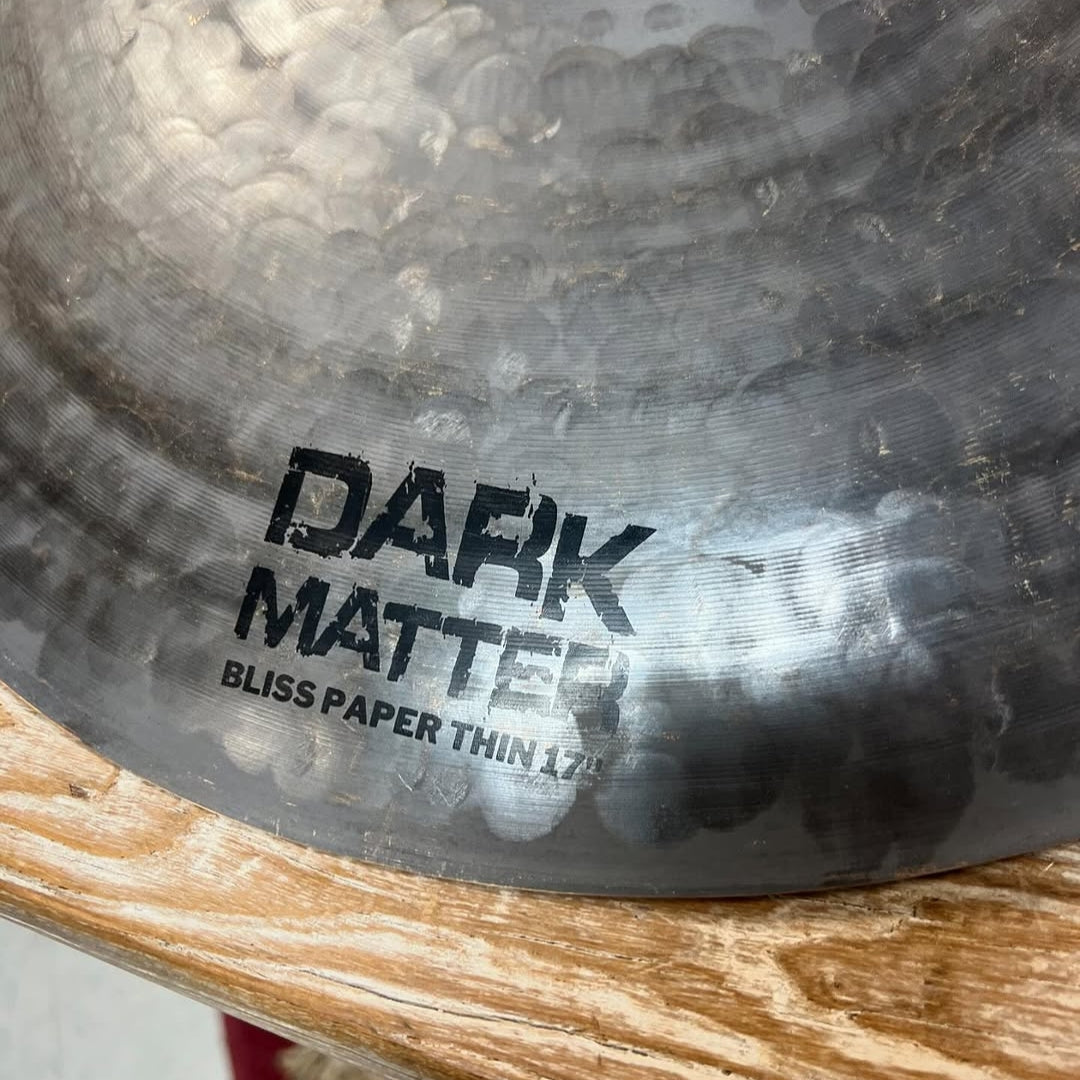 DARK
MATTER
BLISS PAPER THIN 17"